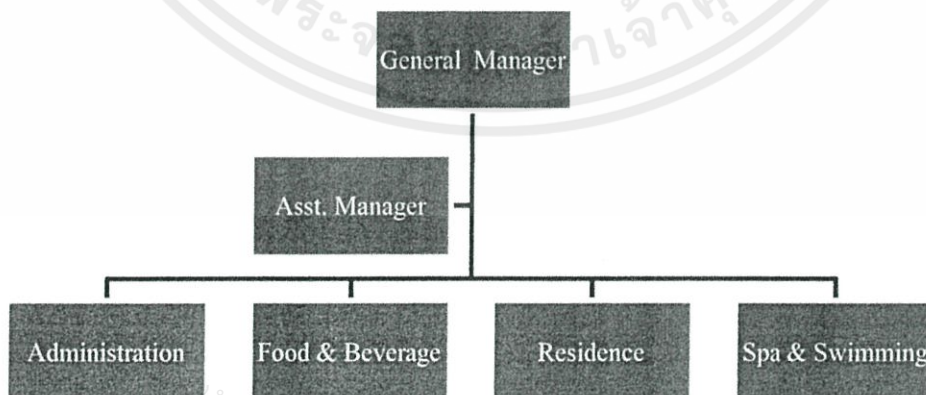 General Manager
Asst. Manager
Administration
Food & Beverage
Residence
Spa & Swimming